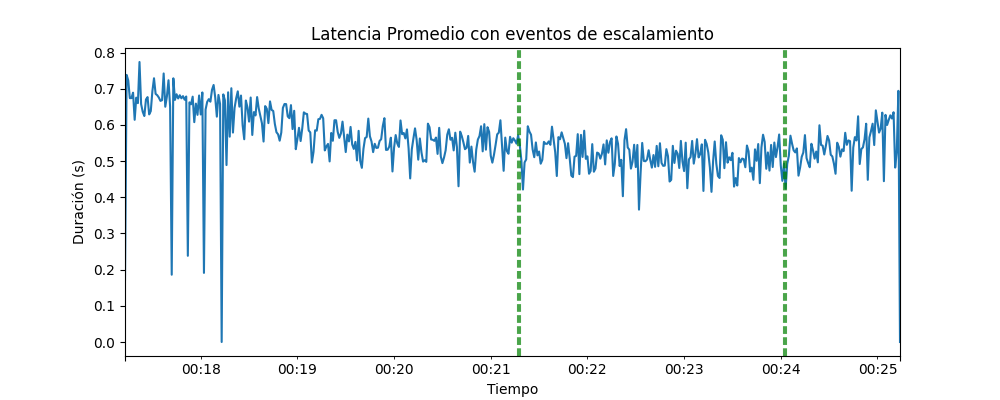 Latencia Promedio con eventos de escalamiento
0.8
0.7
0.6
0.5
0.4
0.3
0.2
0.1
0.0
Duración (s)
00:18 00:19 00:20 00:21 00:22 00:23 00:24 00:25
Tiempo